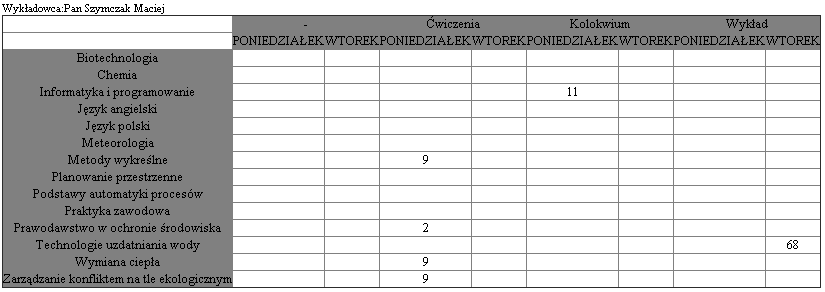 Wykładowca:Pan Szymczak Maciej
- Ćwiczenia Kolokwium Wykład
PONIEDZIAŁEK WTOREK PONIEDZIAŁEK WTOREK PONIEDZIAŁEK WTOREK PONIEDZIAŁEK WTOREK
Biotechnologia
Chemia
Informatyka i programowanie 11
Język angielski
Język polski
Meteorologia
Metody wykreślne 9
Planowanie przestrzenne
Podstawy automatyki procesów
Praktyka zawodowa
Prawodawstwo w ochronie środowiska 2
Technologie uzdatniania wody 68
Wymiana ciepła 9
Zarządzanie konfliktem na tle ekologicznym 9